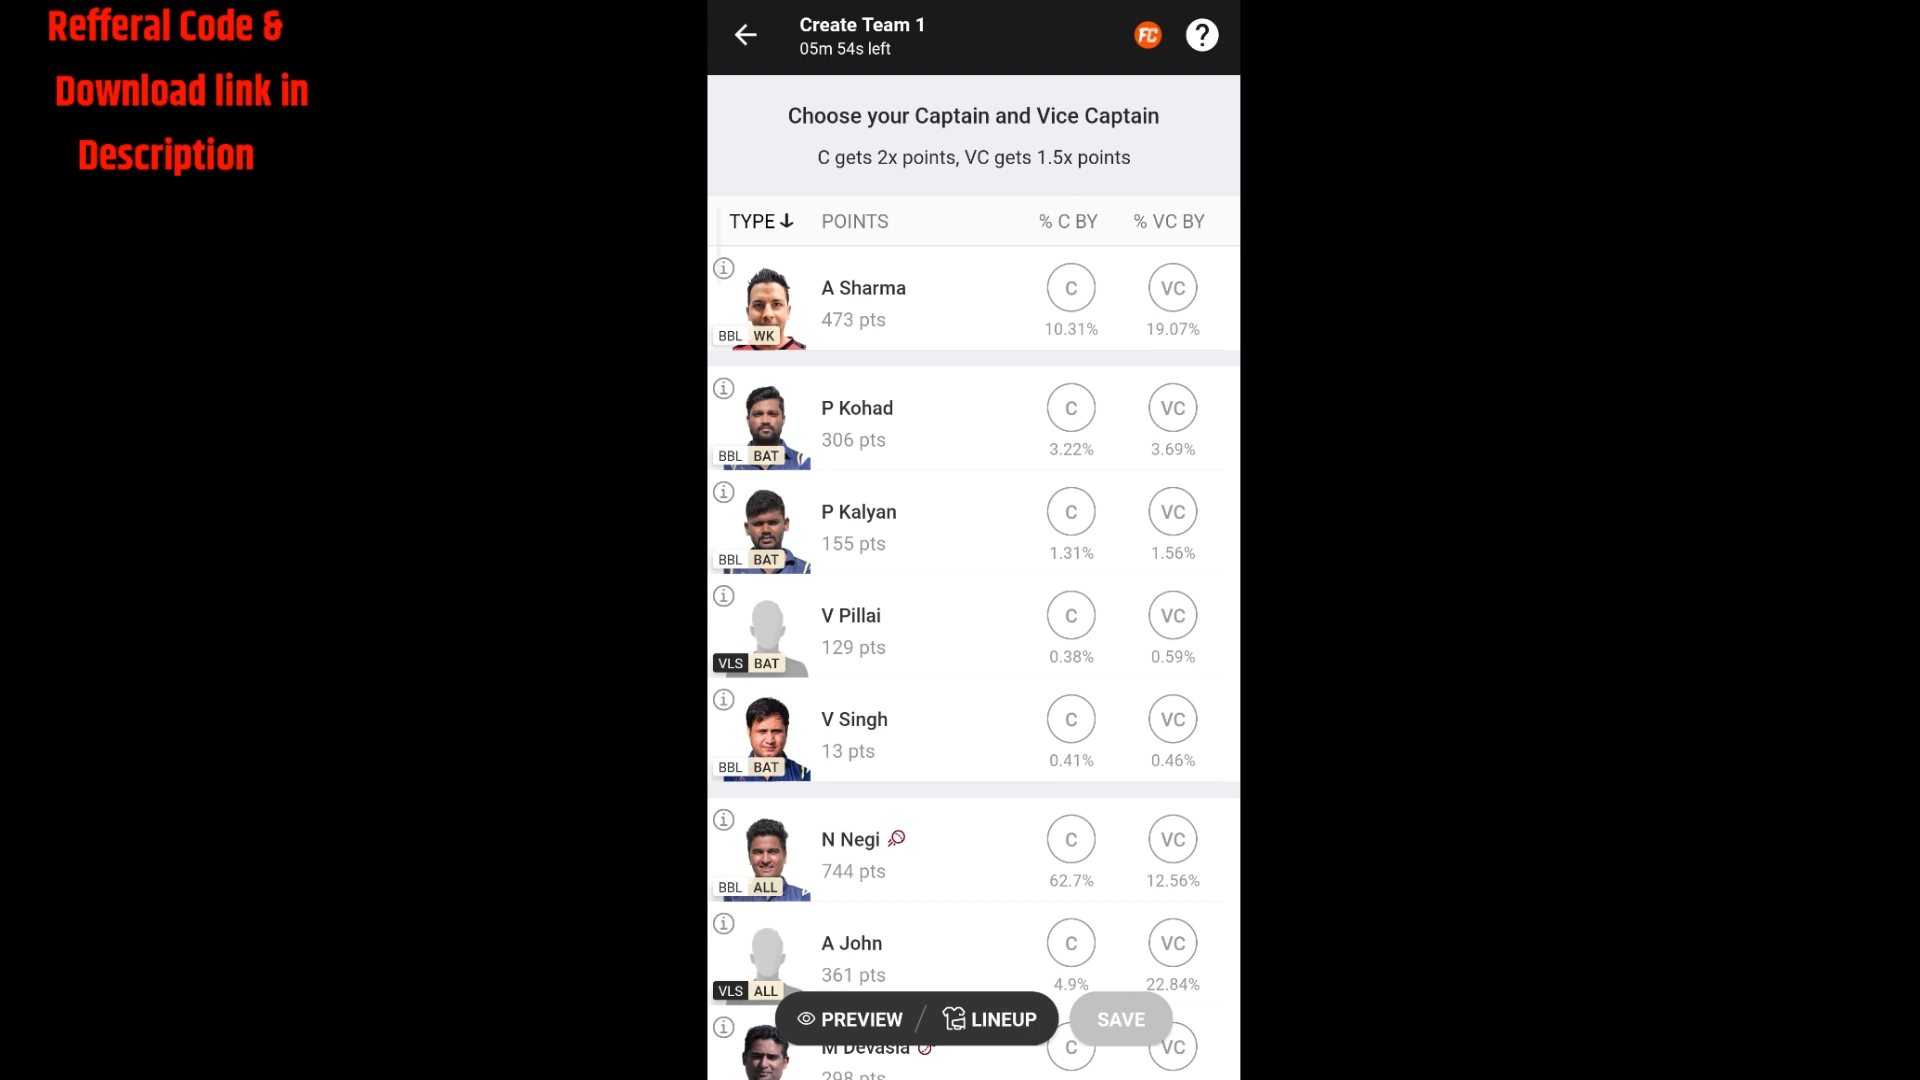 Refferal Code &
Download link in
Description
Create Team 1
05m 54s left
FC
?
Choose your Captain and Vice Captain
C gets 2x points, VC gets 1.5x points
TYPE POINTS % C BY % VC BY
A Sharma
473 pts
BBL WK
C VC
10.31% 19.07%
P Kohad
306 pts
BBL BAT
C VC
3.22% 3.69%
P Kalyan
155 pts
BBL BAT
C VC
1.31% 1.56%
V Pillai
129 pts
VLS BAT
C VC
0.38% 0.59%
V Singh
13 pts
BBL BAT
C VC
0.41% 0.46%
N Negi
744 pts
BBL ALL
C VC
62.7% 12.56%
A John
361 pts
VLS ALL
C VC
4.9% 22.84%
PREVIEW / LINEUP SAVE
M Devasia
C VC
298 pts